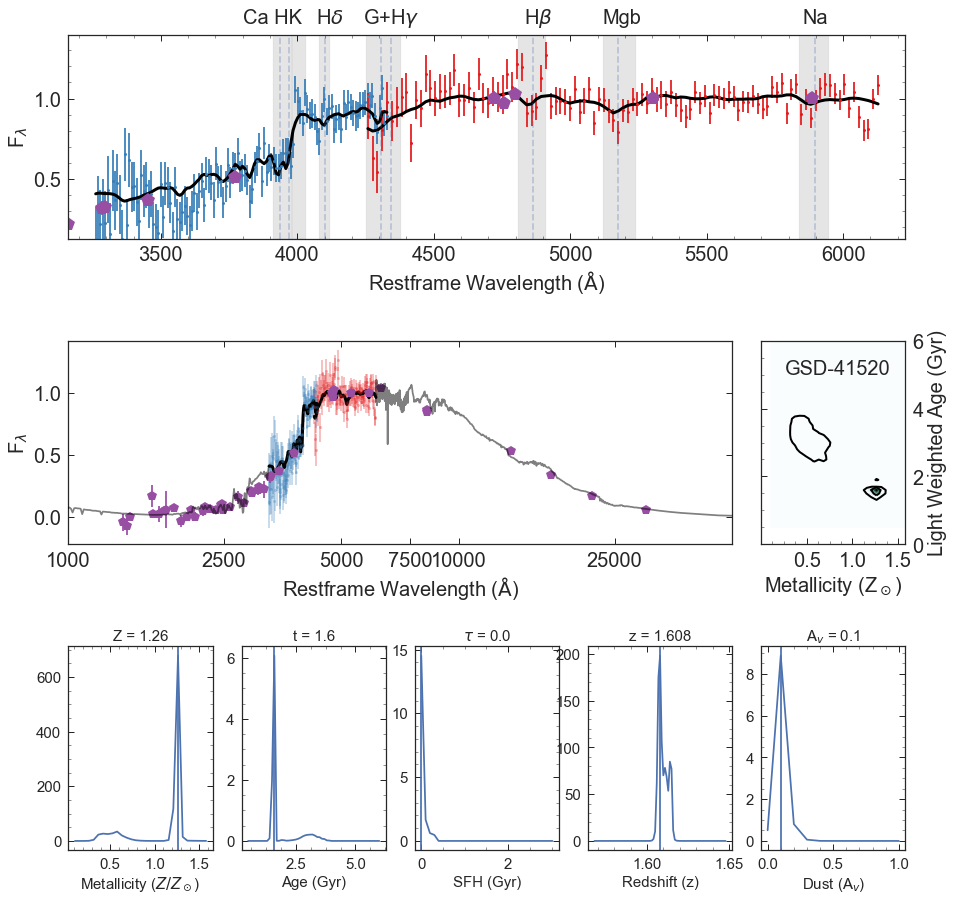 Ca HK Hδ G+Hγ Hβ Mgb Na
1.0
0.5
F_λ
3500 4000 4500 5000 5500 6000
Restframe Wavelength (Å)
1.0
0.5
0.0
F_λ
1000 2500 5000 7500 10000 25000
Restframe Wavelength (Å)
GSD-41520
6
4
2
0
Light Weighted Age (Gyr)
0.5 1.0 1.5
Metallicity (Z_⊙)
Z = 1.26
600
400
200
0
0.5 1.0 1.5
Metallicity (Z/Z_⊙)
t = 1.6
6
4
2
0
2.5 5.0
Age (Gyr)
τ = 0.0
15
10
5
0
0 2
SFH (Gyr)
z = 1.608
200
150
100
50
0
1.60 1.65
Redshift (z)
A_v = 0.1
8
6
4
2
0
0.0 0.5 1.0
Dust (A_v)